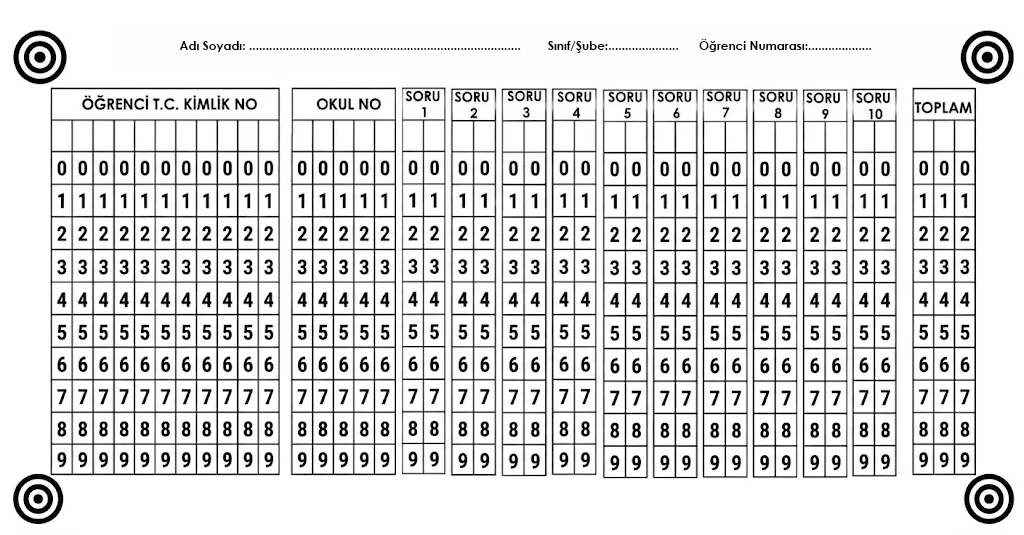 Adı Soyadı: ............................................................................... Sınıf/Şube:..................... Öğrenci Numarası:...................
ÖĞRENCİ T.C. KİMLİK NO OKUL NO SORU 1 SORU 2 SORU 3 SORU 4 SORU 5 SORU 6 SORU 7 SORU 8 SORU 9 SORU 10 TOPLAM
0 0 0 0 0 0 0 0 0 0 0 0 0 0 0 0 0 0 0 0 0 0 0 0 0 0 0 0 0 0 0 0 0 0 0 0 0 0 0
1 1 1 1 1 1 1 1 1 1 1 1 1 1 1 1 1 1 1 1 1 1 1 1 1 1 1 1 1 1 1 1 1 1 1 1 1 1 1
2 2 2 2 2 2 2 2 2 2 2 2 2 2 2 2 2 2 2 2 2 2 2 2 2 2 2 2 2 2 2 2 2 2 2 2 2 2 2
3 3 3 3 3 3 3 3 3 3 3 3 3 3 3 3 3 3 3 3 3 3 3 3 3 3 3 3 3 3 3 3 3 3 3 3 3 3 3
4 4 4 4 4 4 4 4 4 4 4 4 4 4 4 4 4 4 4 4 4 4 4 4 4 4 4 4 4 4 4 4 4 4 4 4 4 4 4
5 5 5 5 5 5 5 5 5 5 5 5 5 5 5 5 5 5 5 5 5 5 5 5 5 5 5 5 5 5 5 5 5 5 5 5 5 5 5
6 6 6 6 6 6 6 6 6 6 6 6 6 6 6 6 6 6 6 6 6 6 6 6 6 6 6 6 6 6 6 6 6 6 6 6 6 6 6
7 7 7 7 7 7 7 7 7 7 7 7 7 7 7 7 7 7 7 7 7 7 7 7 7 7 7 7 7 7 7 7 7 7 7 7 7 7 7
8 8 8 8 8 8 8 8 8 8 8 8 8 8 8 8 8 8 8 8 8 8 8 8 8 8 8 8 8 8 8 8 8 8 8 8 8 8 8
9 9 9 9 9 9 9 9 9 9 9 9 9 9 9 9 9 9 9 9 9 9 9 9 9 9 9 9 9 9 9 9 9 9 9 9 9 9 9